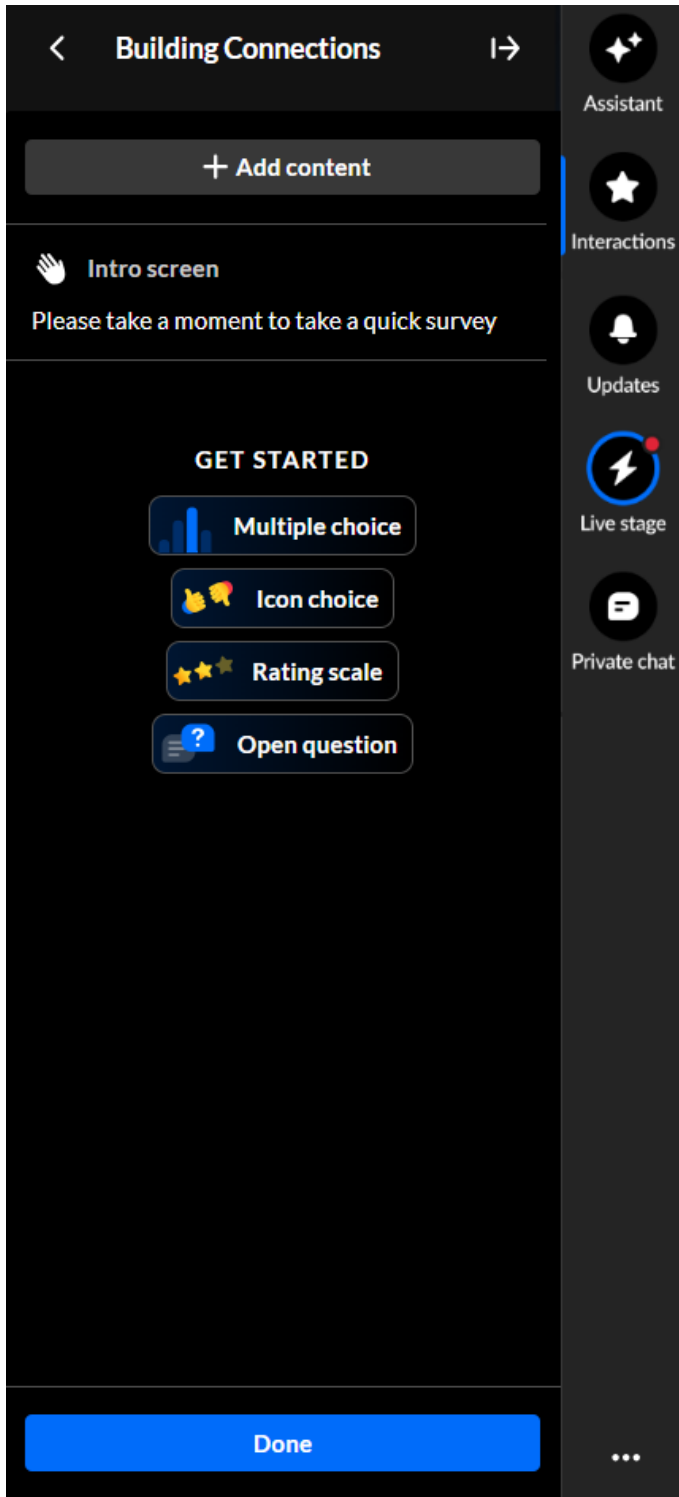 Building Connections
Assistant
+ Add content
Interactions
Intro screen
Please take a moment to take a quick survey
Updates
GET STARTED
Multiple choice
Live stage
Icon choice
Rating scale
Private chat
? Open question
Done